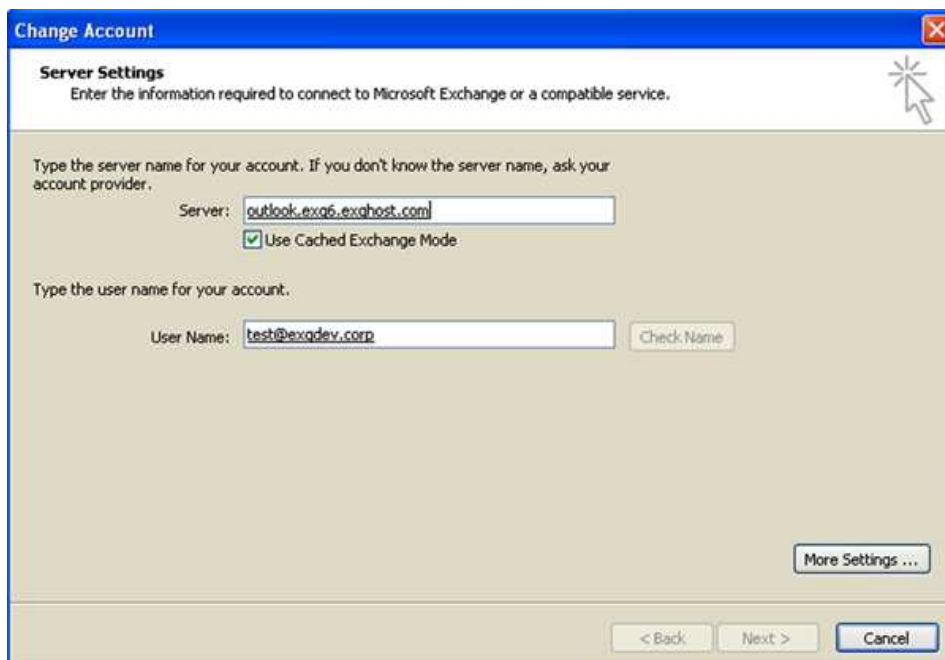 Change Account
Server Settings
Enter the information required to connect to Microsoft Exchange or a compatible service.
Type the server name for your account. If you don't know the server name, ask your
account provider.
Server: outlook.exg6.exghost.com
Use Cached Exchange Mode
Type the user name for your account.
User Name: test@exgdev.corp Check Name
More Settings ...
< Back Next > Cancel